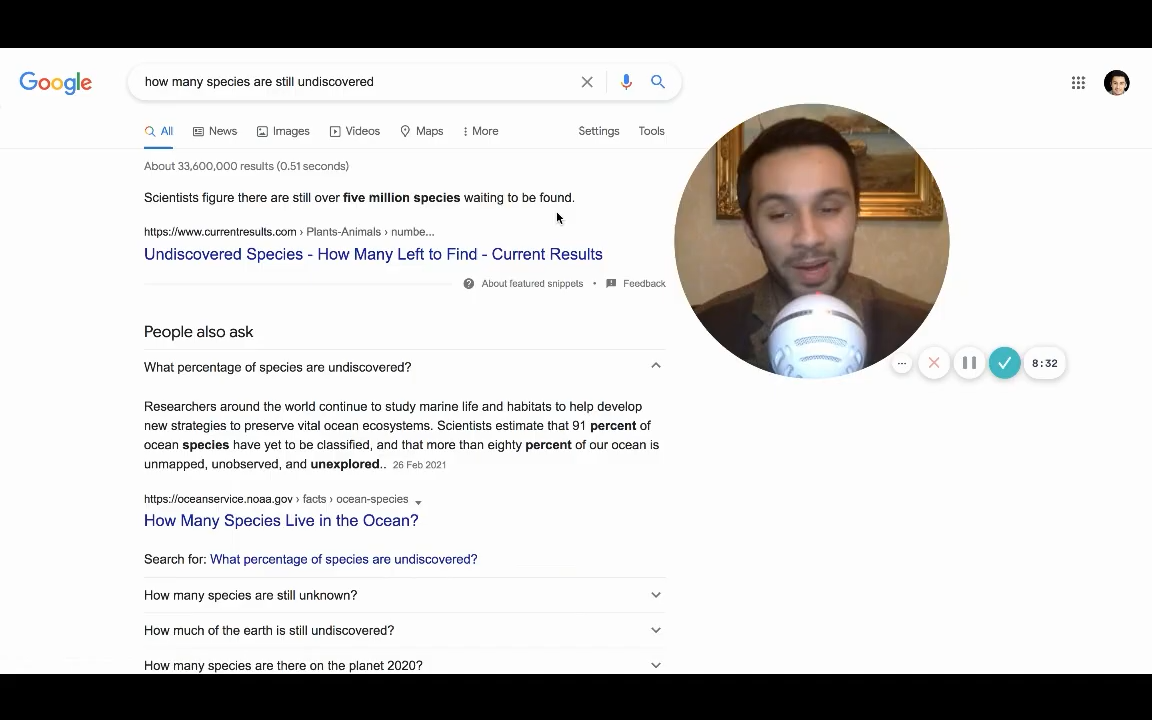 Google
how many species are still undiscovered
All News Images Videos Maps More Settings Tools
About 33,600,000 results (0.51 seconds)
Scientists figure there are still over five million species waiting to be found.
https://www.currentresults.com › Plants-Animals › numbe...
Undiscovered Species - How Many Left to Find - Current Results
About featured snippets • Feedback
People also ask
What percentage of species are undiscovered?
Researchers around the world continue to study marine life and habitats to help develop
new strategies to preserve vital ocean ecosystems. Scientists estimate that 91 percent of
ocean species have yet to be classified, and that more than eighty percent of our ocean is
unmapped, unobserved, and unexplored.. 26 Feb 2021
https://oceanservice.noaa.gov › facts › ocean-species
How Many Species Live in the Ocean?
Search for: What percentage of species are undiscovered?
How many species are still unknown?
How much of the earth is still undiscovered?
How many species are there on the planet 2020?
8:32